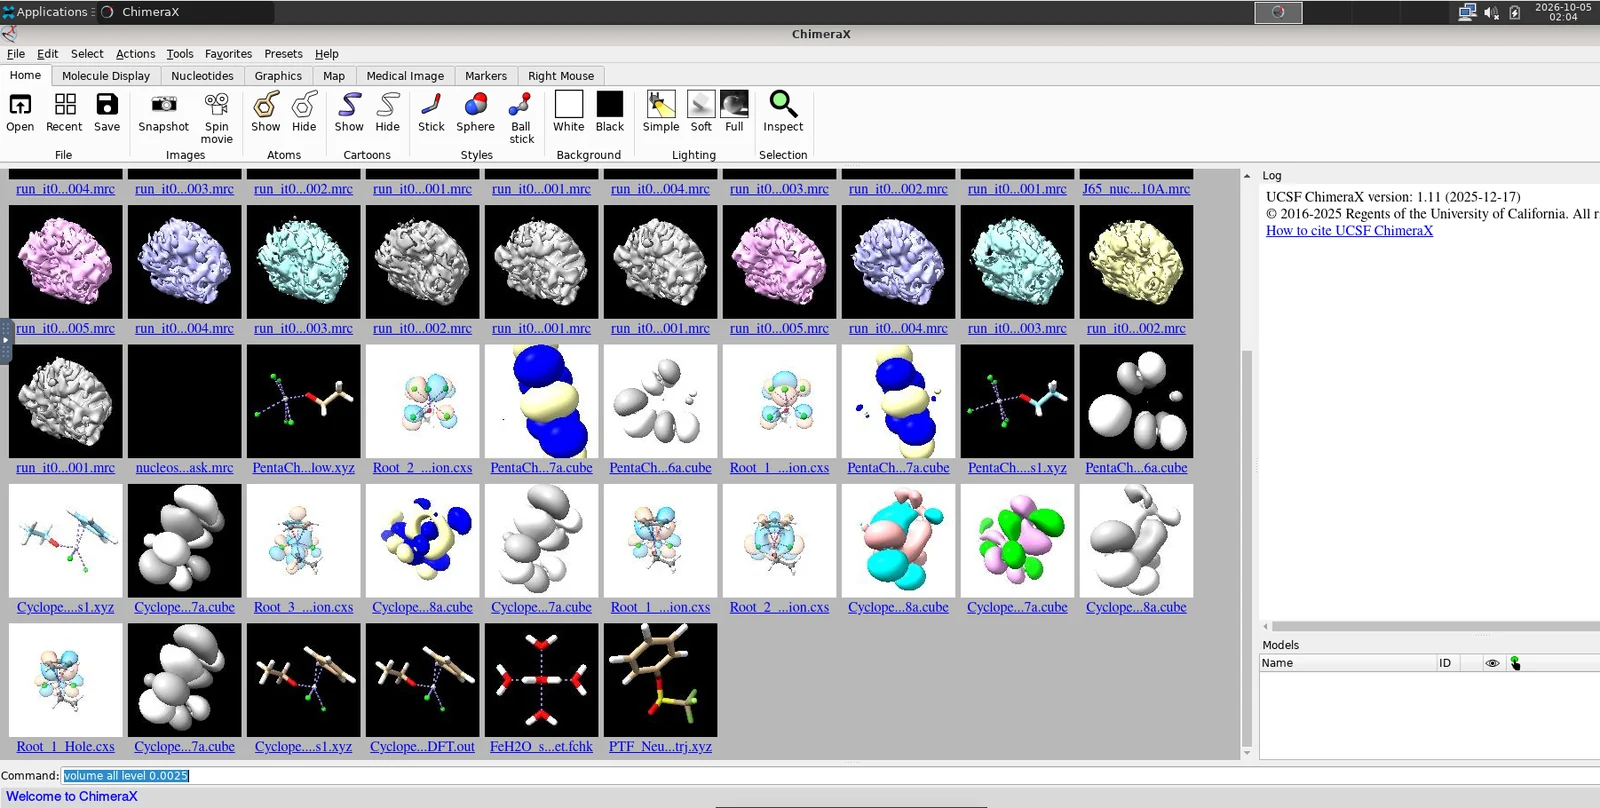 Applications ChimeraX 2026-10-05
02:04
ChimeraX
File Edit Select Actions Tools Favorites Presets Help
Home Molecule Display Nucleotides Graphics Map Medical Image Markers Right Mouse
Open Recent Save Snapshot Spin movie Show Hide Show Hide Stick Sphere Ball stick White Black Simple Soft Full Inspect
File Images Atoms Cartoons Styles Background Lighting Selection
run_it0...004.mrc run_it0...003.mrc run_it0...002.mrc run_it0...001.mrc run_it0...004.mrc run_it0...003.mrc run_it0...002.mrc run_it0...001.mrc J65_nuc...10A.mrc
run_it0...005.mrc run_it0...004.mrc run_it0...003.mrc run_it0...002.mrc run_it0...001.mrc run_it0...001.mrc run_it0...005.mrc run_it0...004.mrc run_it0...003.mrc run_it0...002.mrc
run_it0...001.mrc nucleos...ask.mrc PentaCh...low.xyz Root_2_...ion.cxs PentaCh...7a.cube PentaCh...6a.cube Root_1_...ion.cxs PentaCh...7a.cube PentaCh....s1.xyz PentaCh...6a.cube
Cyclope....s1.xyz Cyclope...7a.cube Root_3_...ion.cxs Cyclope...8a.cube Cyclope...7a.cube Root_1_...ion.cxs Root_2_...ion.cxs Cyclope...8a.cube Cyclope...7a.cube Cyclope...8a.cube
Root_1_Hole.cxs Cyclope...7a.cube Cyclope....s1.xyz Cyclope...DFT.out FeH2O_s...et.fchk PTF_Neu...trj.xyz
Log
UCSF ChimeraX version: 1.11 (2025-12-17)
© 2016-2025 Regents of the University of California. All r
How to cite UCSF ChimeraX
Models
Name ID
Command: volume all level 0.0025
Welcome to ChimeraX